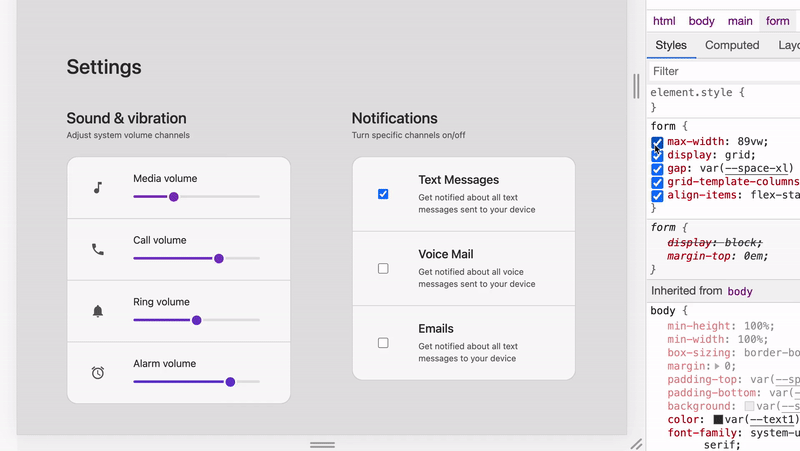 Settings
Sound & vibration
Adjust system volume channels
Media volume
Call volume
Ring volume
Alarm volume
Notifications
Turn specific channels on/off
Text Messages
Get notified about all text
messages sent to your device
Voice Mail
Get notified about all voice
messages sent to your device
Emails
Get notified about all text
messages to your device
html body main form
Styles Computed Layo
Filter
element.style {
}
form {
max-width: 89vw;
display: grid;
gap: var(--space-xl)
grid-template-columns
align-items: flex-sta
}
form {
display: block;
margin-top: 0em;
}
Inherited from body
body {
min-height: 100%;
min-width: 100%;
box-sizing: border-bo
margin: 0;
padding-top: var(--sp
padding-bottom: var(--
background: var(--s
color: var(--text1)
font-family: system-u
serif;